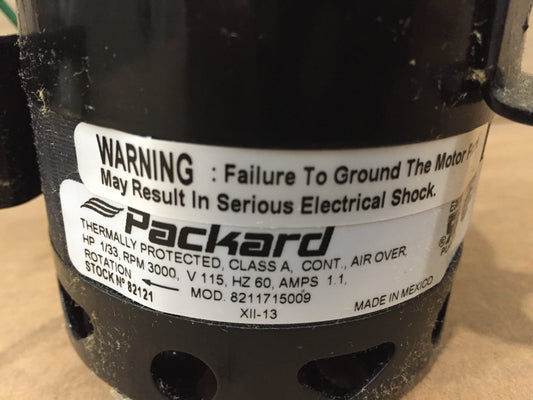 WARNING : Failure To Ground The Motor
May Result In Serious Electrical Shock.
Packard
THERMALLY PROTECTED, CLASS A, CONT., AIR OVER,
HP 1/33, RPM 3000, V 115, HZ 60, AMPS 1.1,
ROTATION
STOCK Nº 82121
MOD. 8211715009
XII-13
MADE IN MEXICO